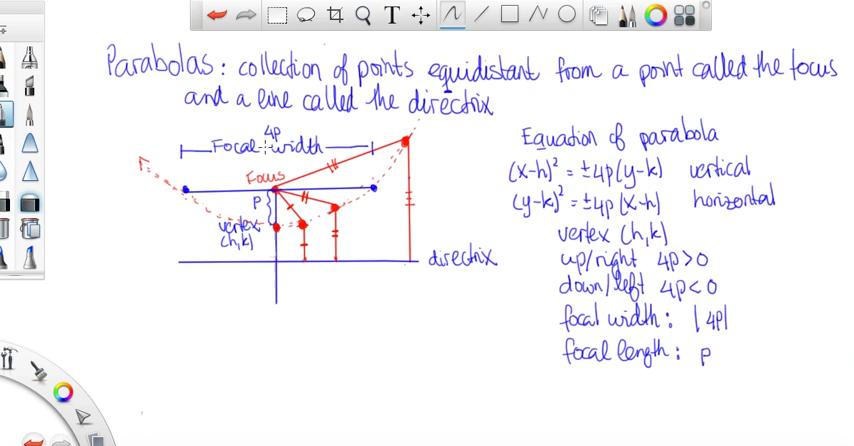 Parabolas: collection of points equidistant from a point called the focus
and a line called the directrix
4P
Focal width
Focus
P
vertex
(h,k)
directrix
Equation of parabola
(x-h)² = ±4p(y-k) vertical
(y-k)² = ±4p(x-h) horizontal
vertex (h,k)
up/right 4p>0
down/left 4p<0
focal width: |4p|
focal length: p
T